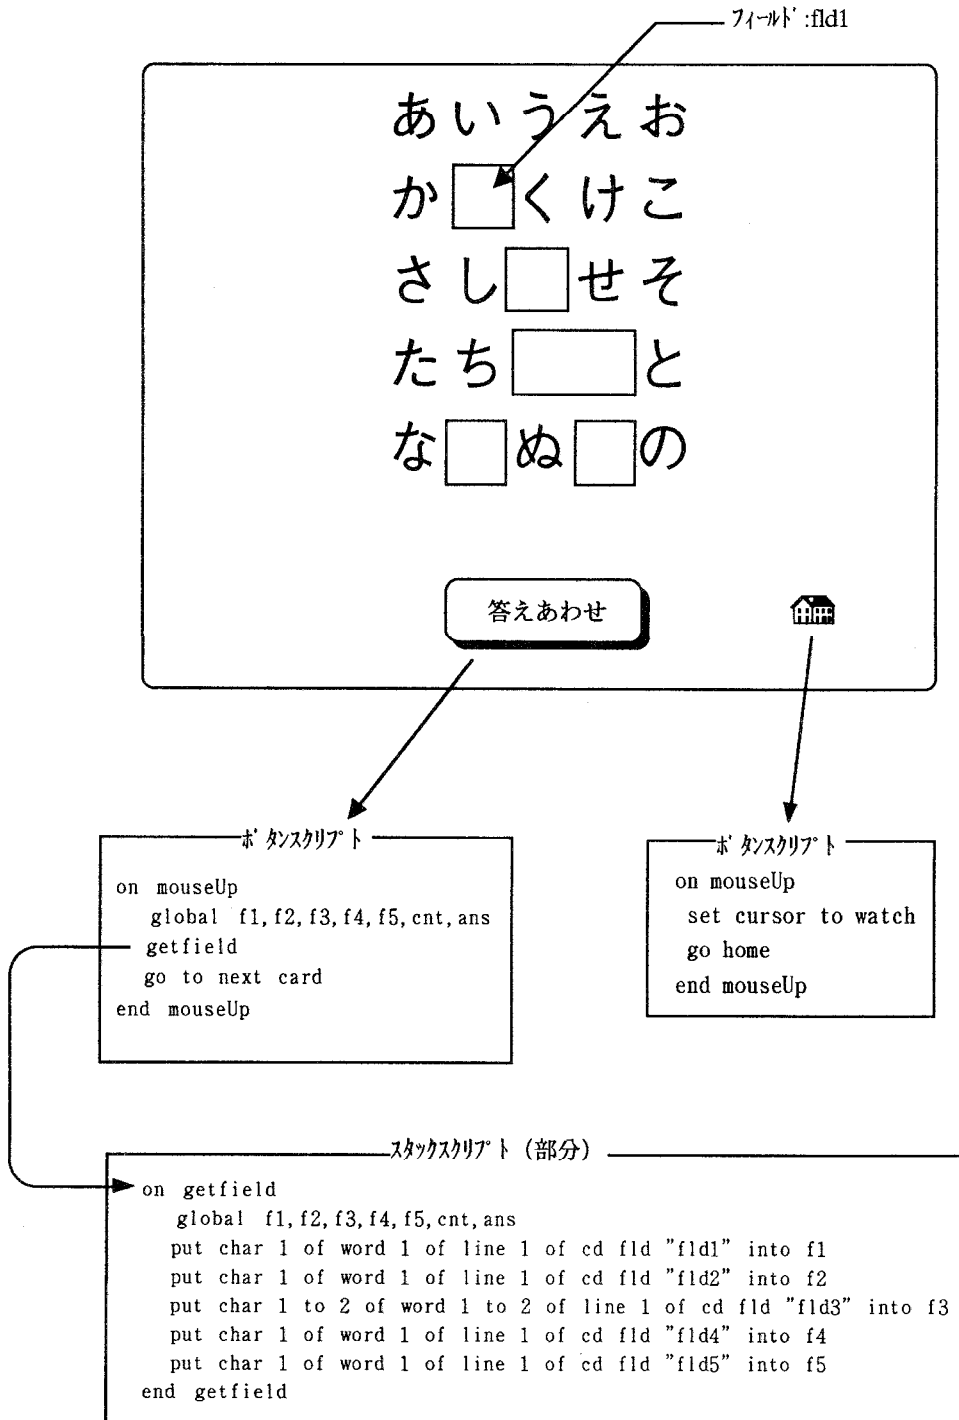 フィールド:fld1
あいうえお
か くけこ
さし せそ
たち と
な ぬ の
答えあわせ
ボタンスクリプト
on mouseUp
global f1,f2,f3,f4,f5,cnt,ans
getfield
go to next card
end mouseUp
ボタンスクリプト
on mouseUp
set cursor to watch
go home
end mouseUp
スタックスクリプト（部分）
on getfield
global f1,f2,f3,f4,f5,cnt,ans
put char 1 of word 1 of line 1 of cd fld "fld1" into f1
put char 1 of word 1 of line 1 of cd fld "fld2" into f2
put char 1 to 2 of word 1 to 2 of line 1 of cd fld "fld3" into f3
put char 1 of word 1 of line 1 of cd fld "fld4" into f4
put char 1 of word 1 of line 1 of cd fld "fld5" into f5
end getfield